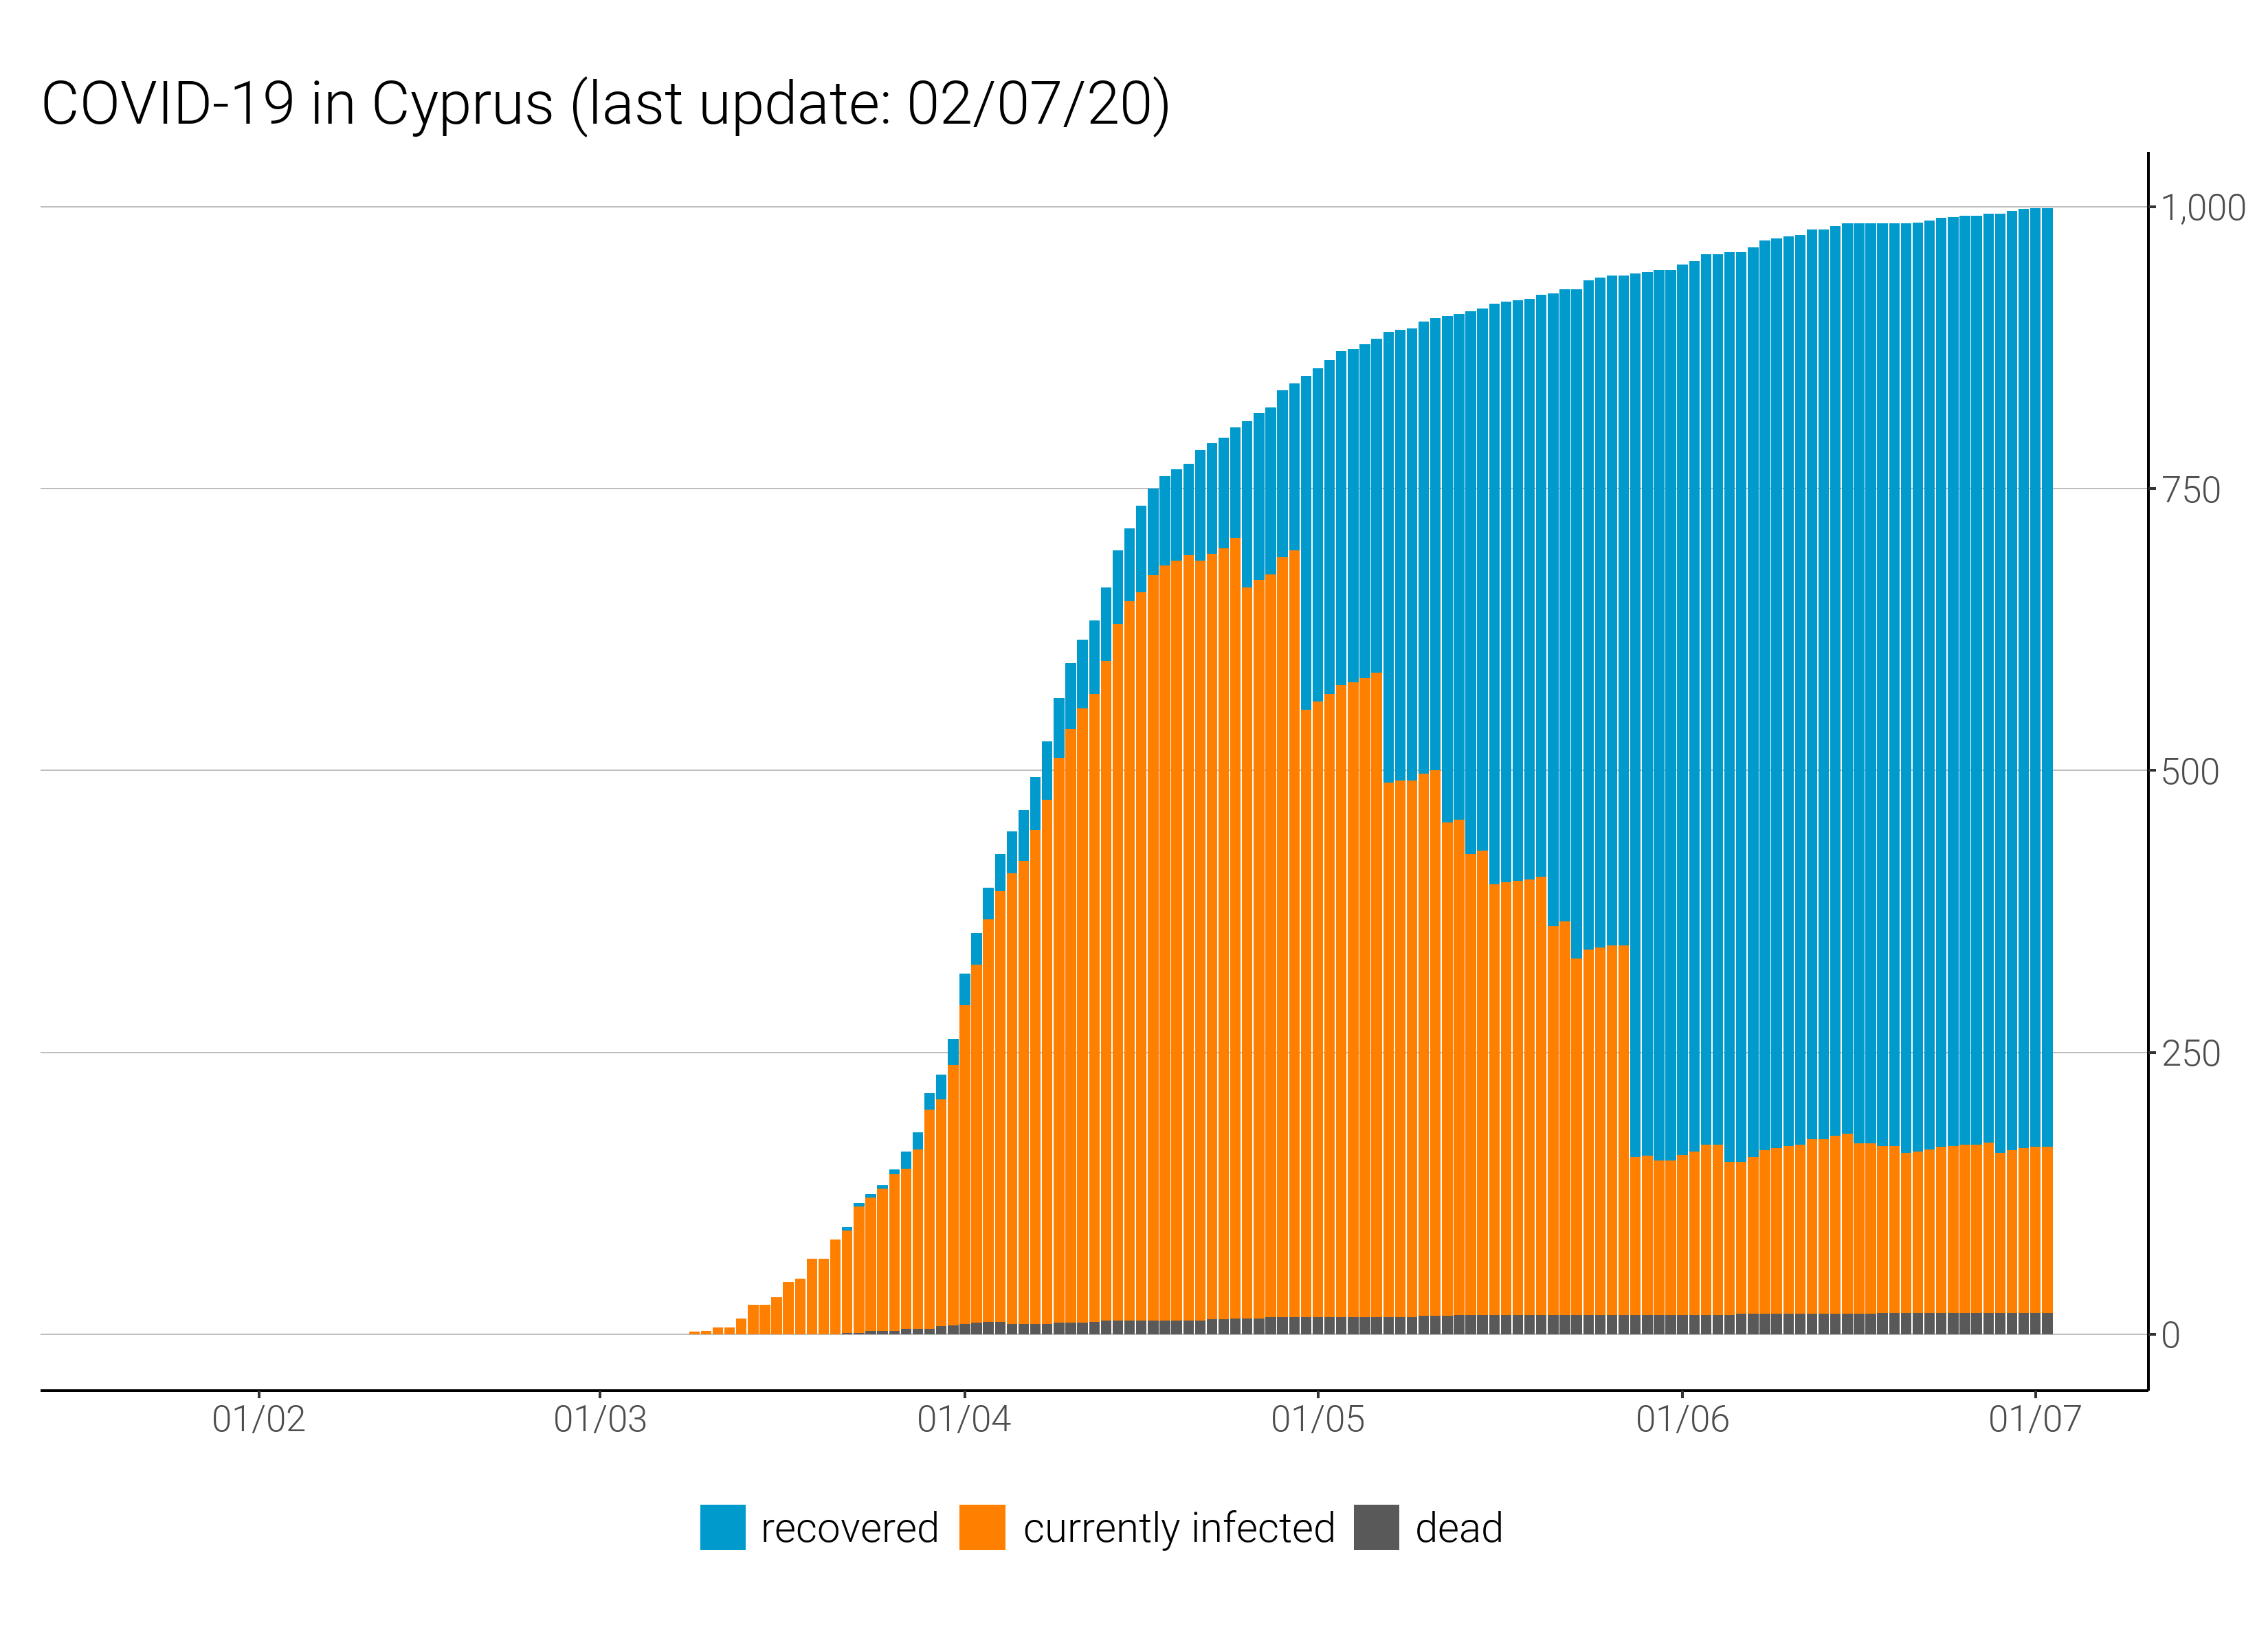 COVID-19 in Cyprus (last update: 02/07/20)
1,000
750
500
250
0
01/02 01/03 01/04 01/05 01/06 01/07
recovered currently infected dead